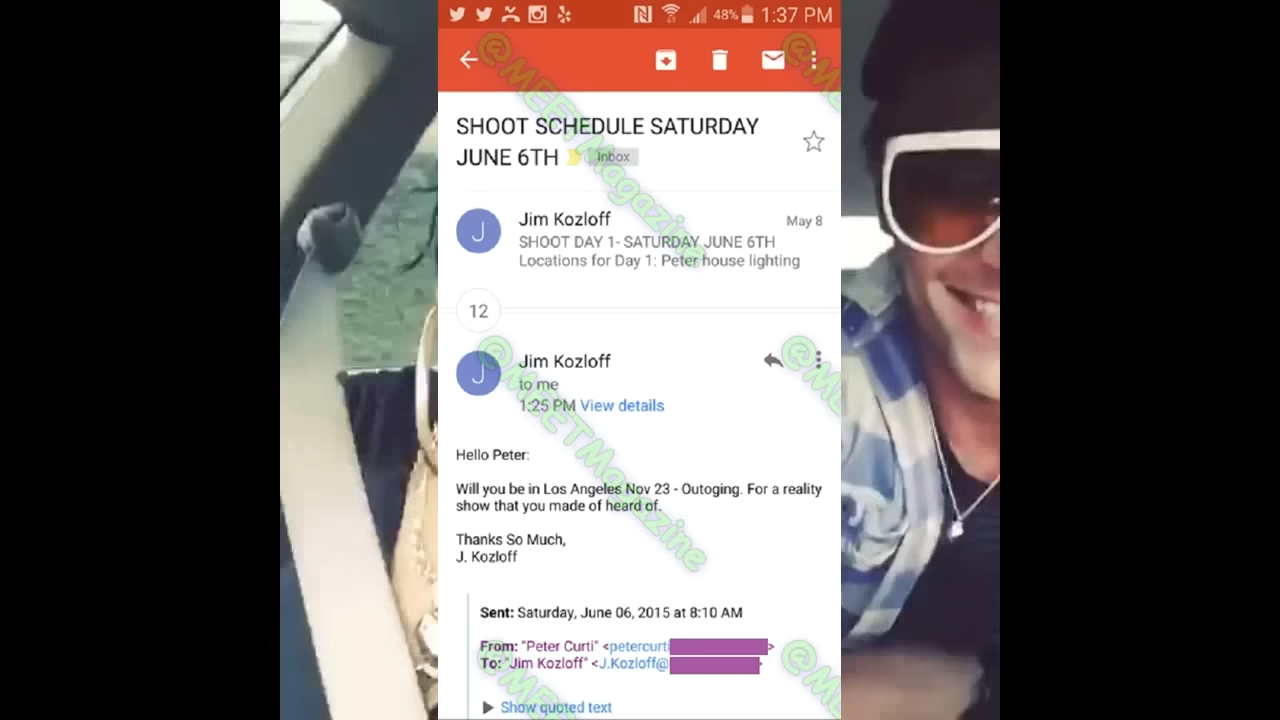 48% 1:37 PM
SHOOT SCHEDULE SATURDAY
JUNE 6TH Inbox
Jim Kozloff May 8
SHOOT DAY 1- SATURDAY JUNE 6TH
Locations for Day 1: Peter house lighting
12
J Jim Kozloff
to me
1:25 PM View details
Hello Peter:
Will you be in Los Angeles Nov 23 - Outoging. For a reality
show that you made of heard of.
Thanks So Much,
J. Kozloff
Sent: Saturday, June 06, 2015 at 8:10 AM
From: "Peter Curti" <petercurti >
To: "Jim Kozloff" <J.Kozloff@
Show quoted text
@MEETMagazine
@MEETMagazine
@ME
@ME